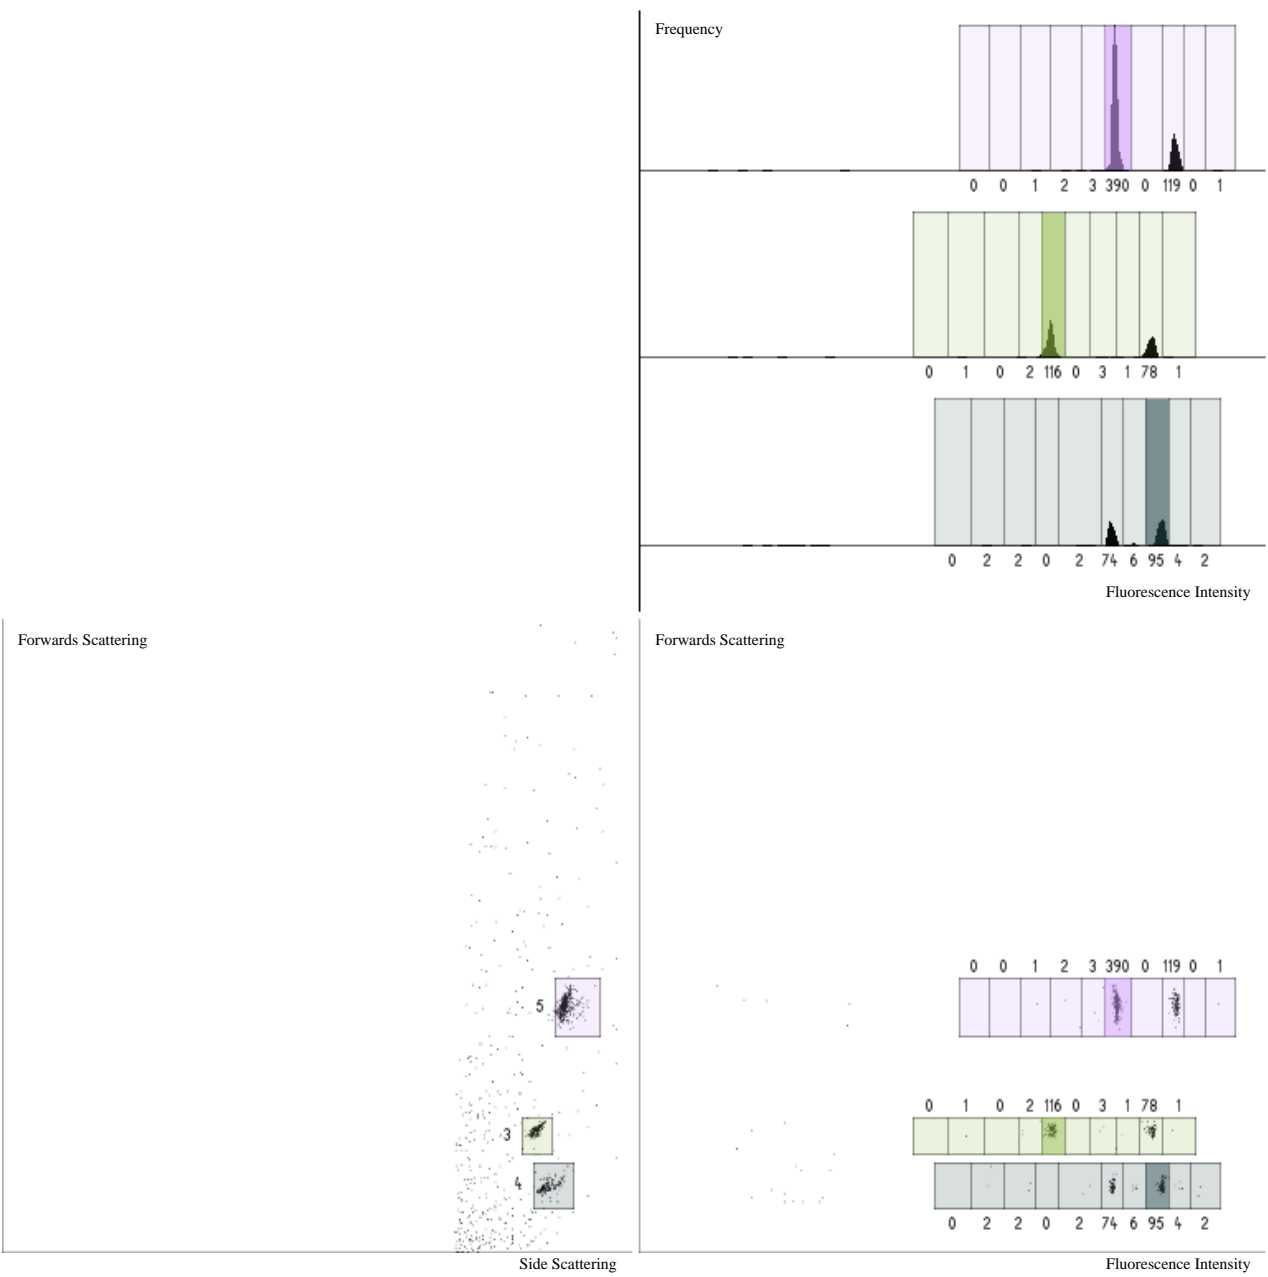 Frequency
0 0 1 2 3 390 0 119 0 1
0 1 0 2 116 0 3 1 78 1
0 2 2 0 2 74 6 95 4 2
Fluorescence Intensity
Forwards Scattering
Forwards Scattering
5
0 0 1 2 3 390 0 119 0 1
3
0 1 0 2 116 0 3 1 78 1
4
0 2 2 0 2 74 6 95 4 2
Side Scattering
Fluorescence Intensity